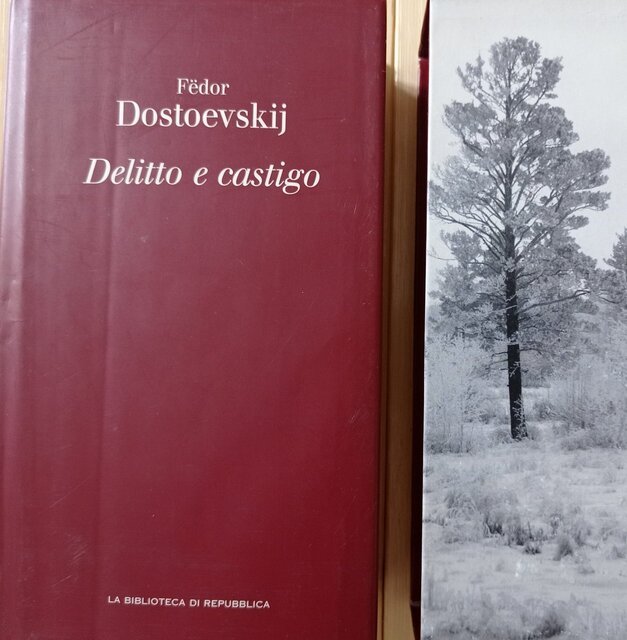 Fëdor
Dostoevskij
Delitto e castigo
LA BIBLIOTECA DI REPUBBLICA